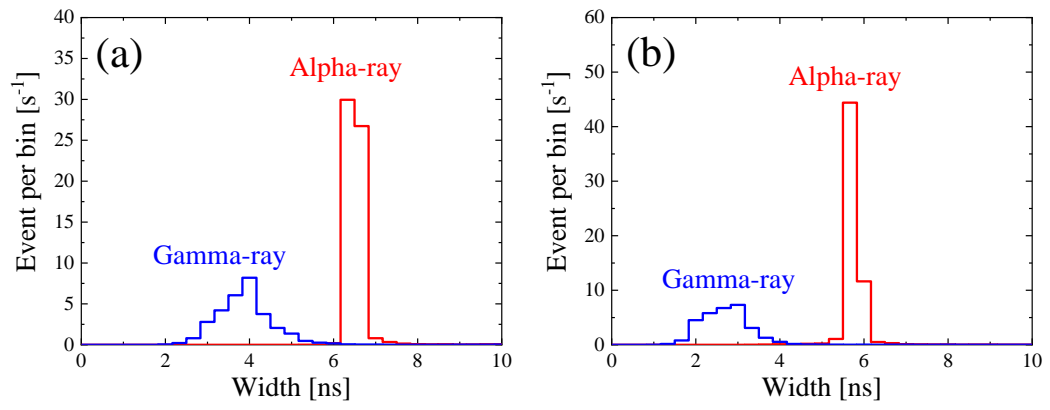 (a)
Alpha-ray
Gamma-ray
Event per bin [s⁻¹]
40
35
30
25
20
15
10
5
0
0 2 4 6 8 10
Width [ns]
(b)
Alpha-ray
Gamma-ray
Event per bin [s⁻¹]
60
50
40
30
20
10
0
0 2 4 6 8 10
Width [ns]